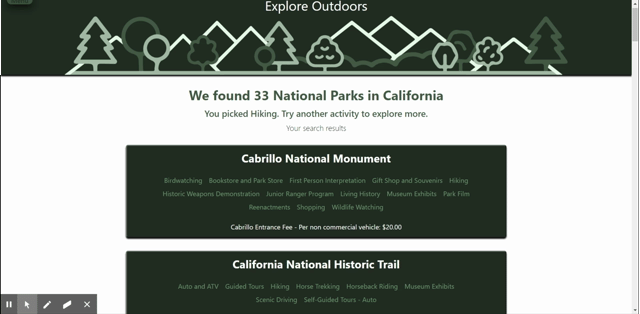 Explore Outdoors
We found 33 National Parks in California
You picked Hiking. Try another activity to explore more.
Your search results
Cabrillo National Monument
Birdwatching Bookstore and Park Store First Person Interpretation Gift Shop and Souvenirs Hiking
Historic Weapons Demonstration Junior Ranger Program Living History Museum Exhibits Park Film
Reenactments Shopping Wildlife Watching
Cabrillo Entrance Fee - Per non commercial vehicle: $20.00
California National Historic Trail
Auto and ATV Guided Tours Hiking Horse Trekking Horseback Riding Museum Exhibits
Scenic Driving Self-Guided Tours - Auto